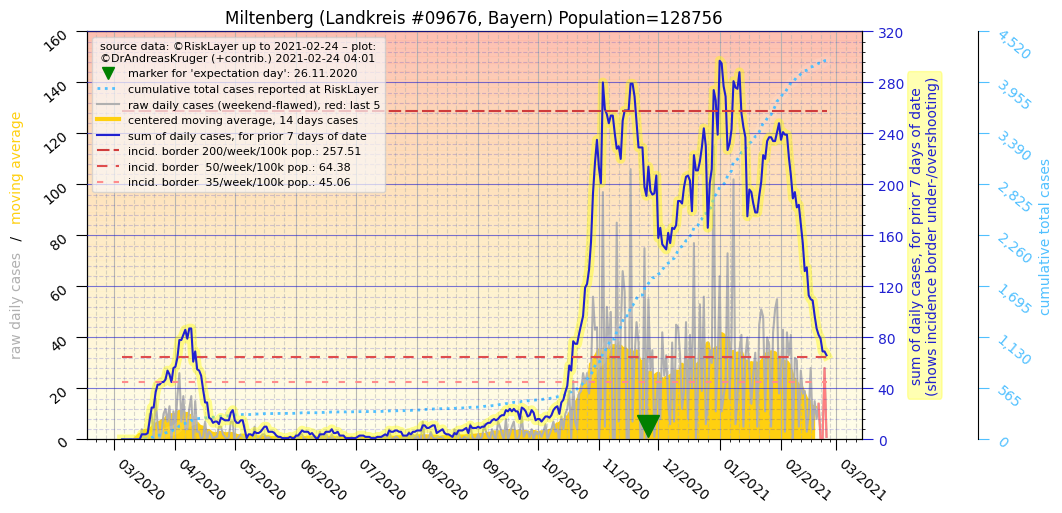 Miltenberg (Landkreis #09676, Bayern) Population=128756
source data: ©RiskLayer up to 2021-02-24 – plot:
©DrAndreasKruger (+contrib.) 2021-02-24 04:01
marker for 'expectation day': 26.11.2020
cumulative total cases reported at RiskLayer
raw daily cases (weekend-flawed), red: last 5
centered moving average, 14 days cases
sum of daily cases, for prior 7 days of date
incid. border 200/week/100k pop.: 257.51
incid. border  50/week/100k pop.: 64.38
incid. border  35/week/100k pop.: 45.06
raw daily cases  /  moving average
160
140
120
100
80
60
40
20
0
03/2020
04/2020
05/2020
06/2020
07/2020
08/2020
09/2020
10/2020
11/2020
12/2020
01/2021
02/2021
03/2021
320
280
240
200
160
120
80
40
0
sum of daily cases, for prior 7 days of date
(shows incidence border under-/overshooting)
4,520
3,955
3,390
2,825
2,260
1,695
1,130
565
0
cumulative total cases